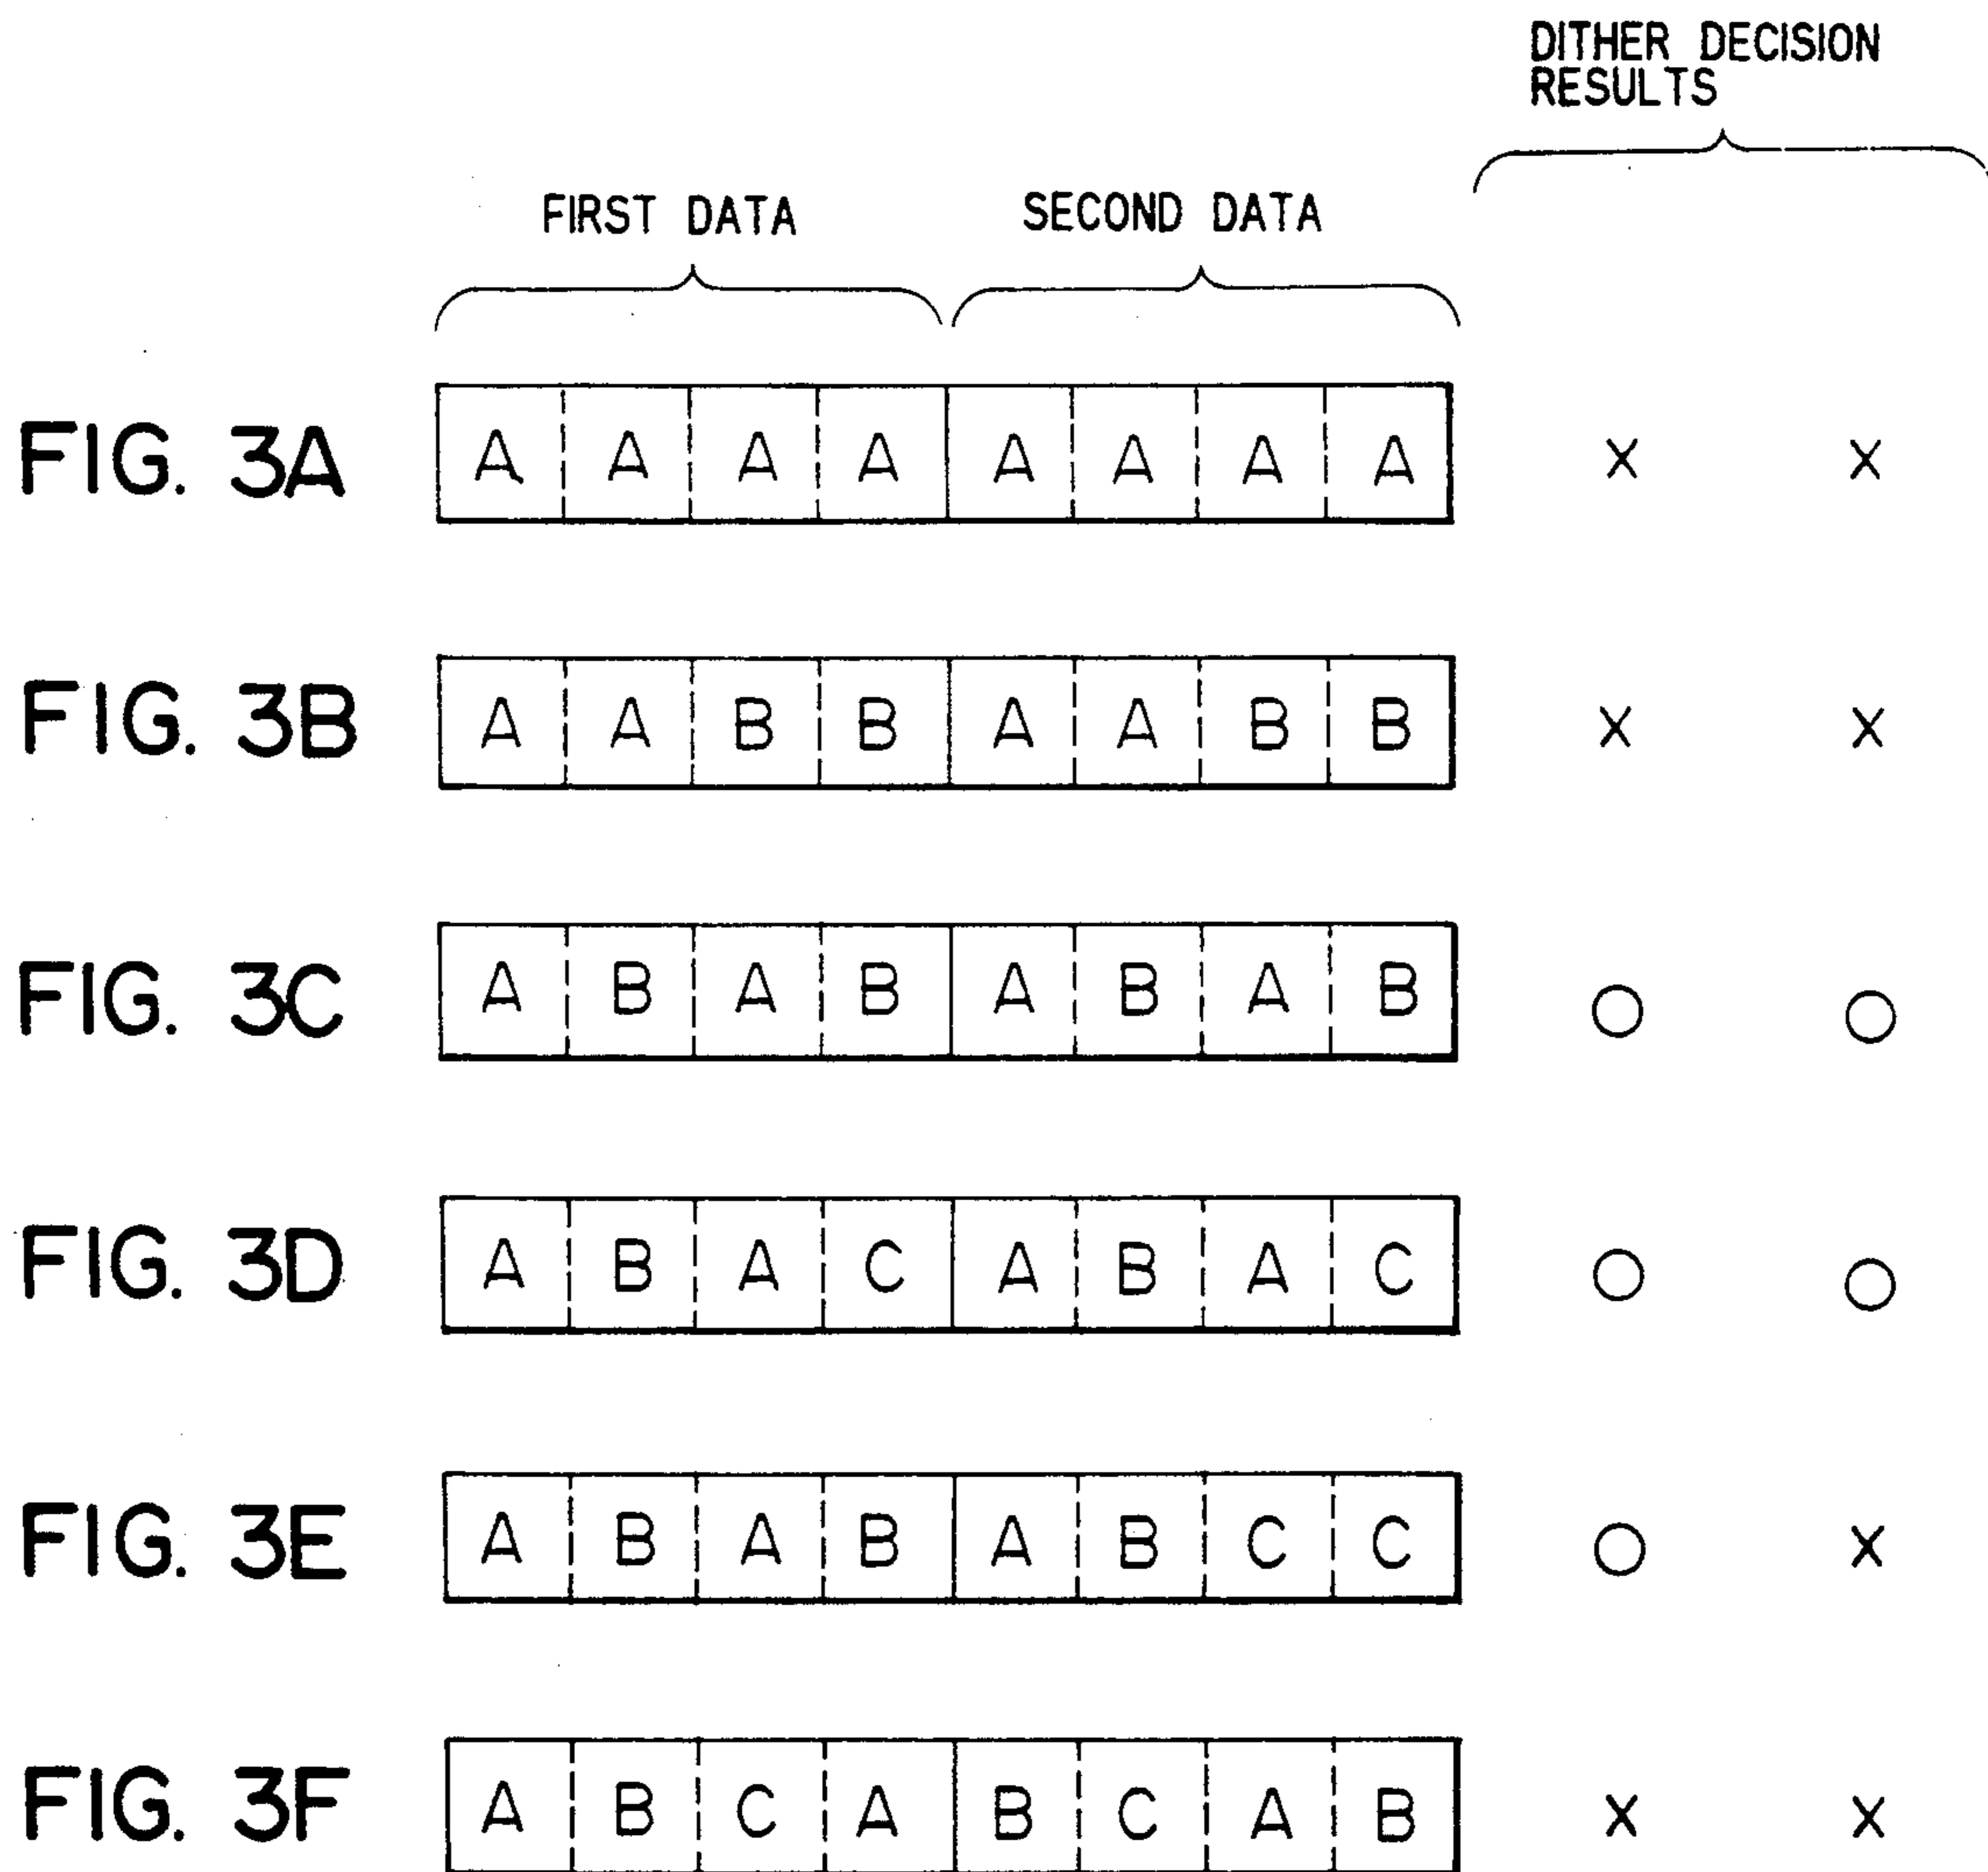 DITHER DECISION
RESULTS
FIRST DATA SECOND DATA
FIG. 3A A A A A A A A A X X
FIG. 3B A A B B A A B B X X
FIG. 3C A B A B A B A B O O
FIG. 3D A B A C A B A C O O
FIG. 3E A B A B A B C C O X
FIG. 3F A B C A B C A B X X